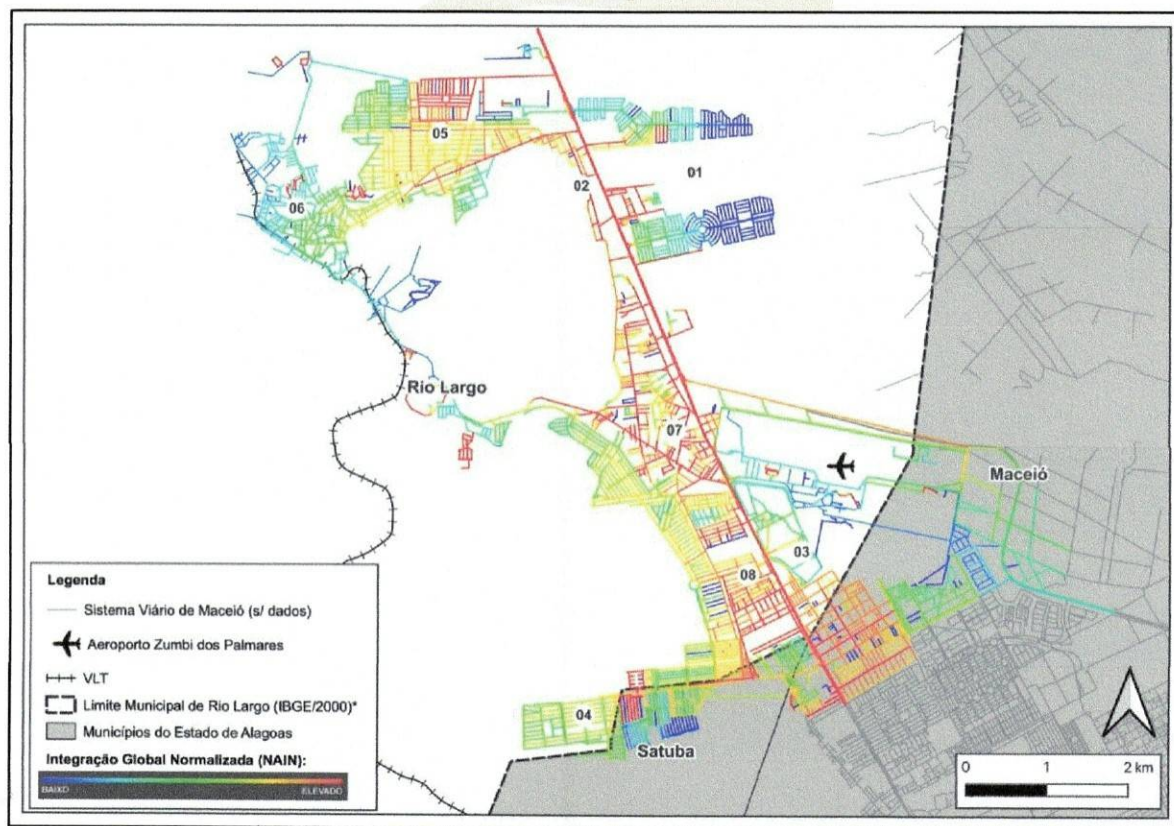 05
02
01
06
Rio Largo
07
Maceió
03
08
04
Satuba
Legenda
Sistema Viário de Maceió (s/ dados)
Aeroporto Zumbi dos Palmares
VLT
Limite Municipal de Rio Largo (IBGE/2000)*
Municípios do Estado de Alagoas
Integração Global Normalizada (NAIN):
BAIXO ELEVADO
0 1 2 km